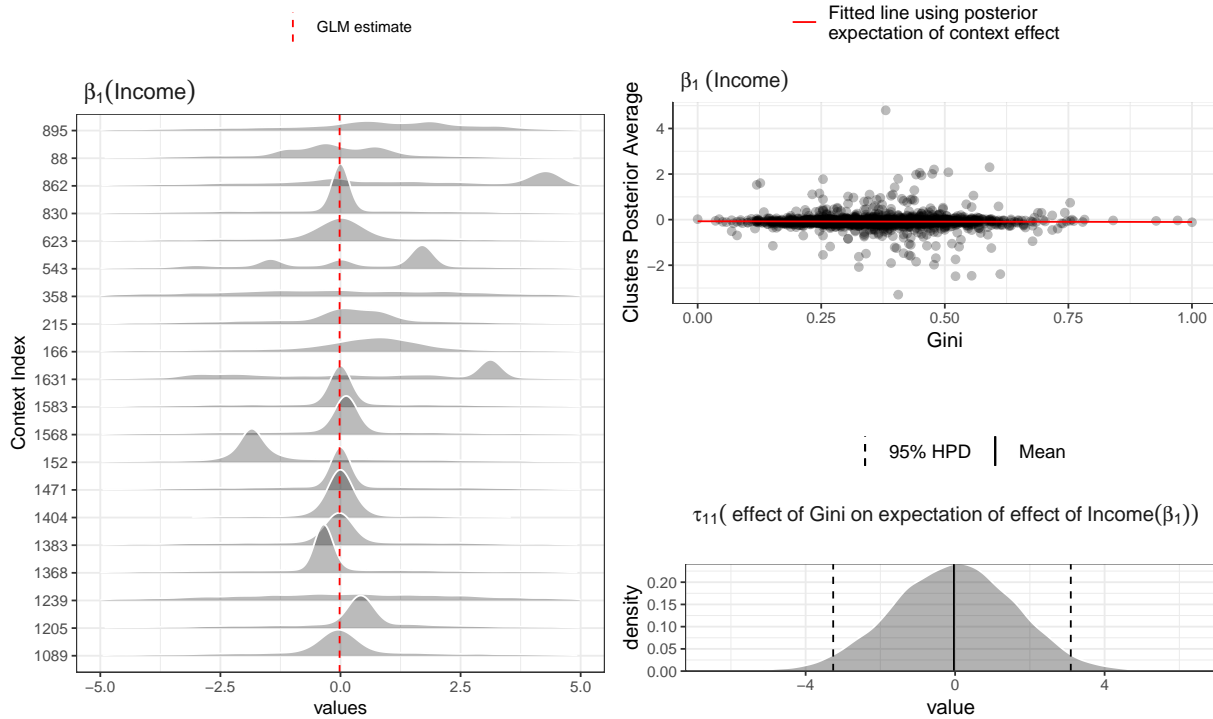 GLM estimate
β₁(Income)
Context Index
895
88
862
830
623
543
358
215
166
1631
1583
1568
152
1471
1404
1383
1368
1239
1205
1089
−5.0 −2.5 0.0 2.5 5.0
values
Fitted line using posterior
expectation of context effect
β₁ (Income)
Clusters Posterior Average
4
2
0
−2
0.00 0.25 0.50 0.75 1.00
Gini
95% HPD Mean
τ₁₁( effect of Gini on expectation of effect of Income(β₁))
density
0.20
0.15
0.10
0.05
0.00
−4 0 4
value